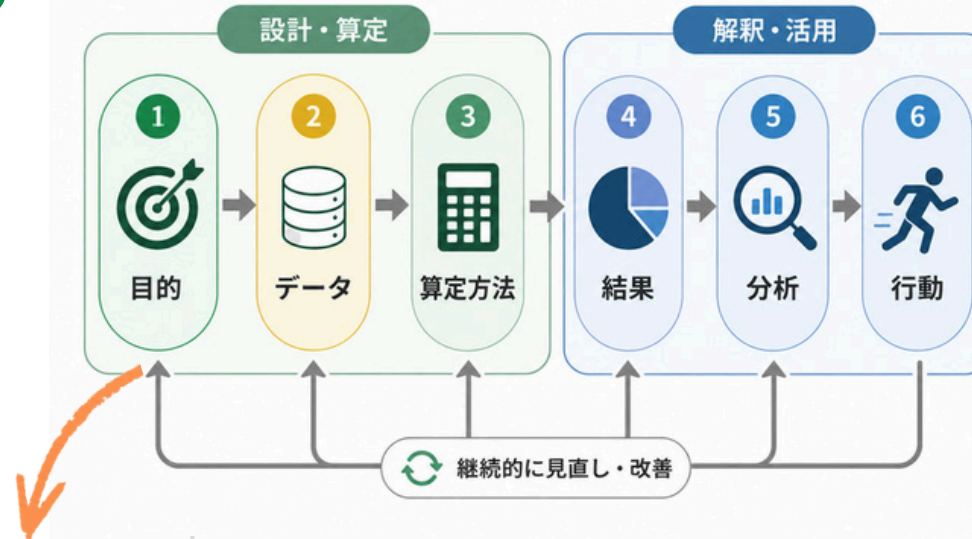 設計・算定
解釈・活用
1
2
3
4
5
6
目的
データ
算定方法
結果
分析
行動
継続的に見直し・改善